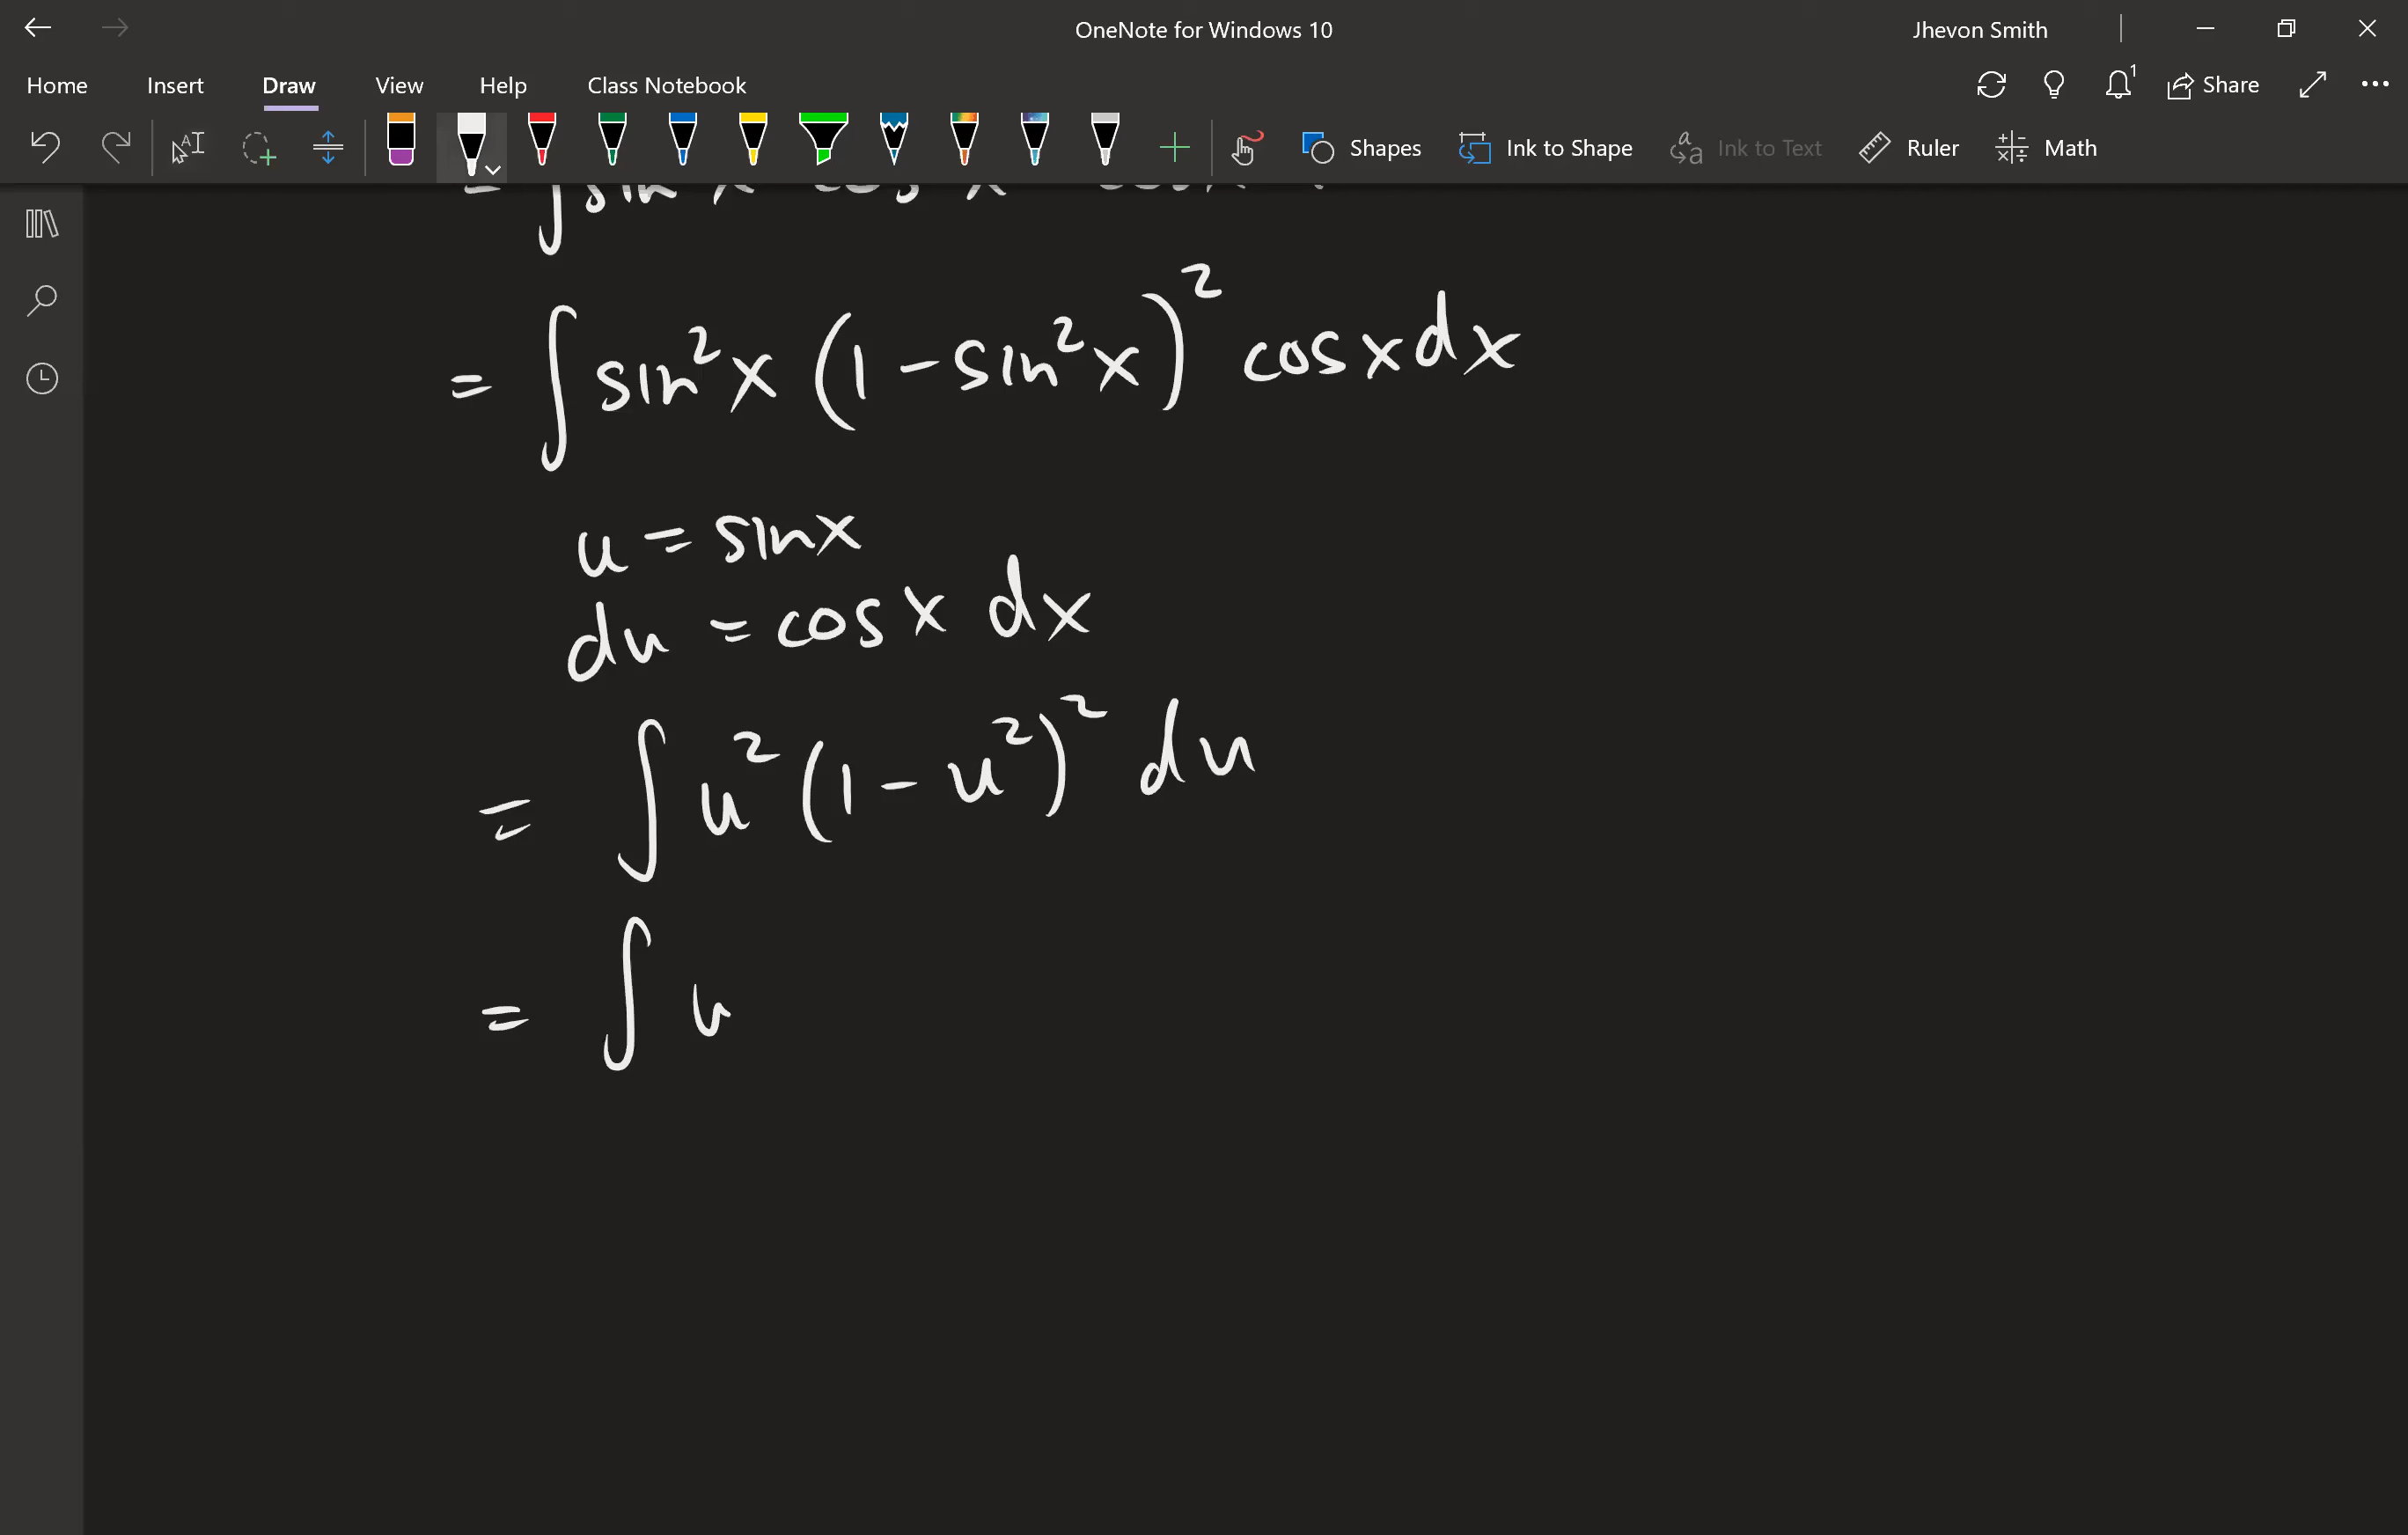 OneNote for Windows 10
Jhevon Smith
Home Insert Draw View Help Class Notebook
1 Share
Shapes Ink to Shape Ink to Text Ruler Math
= ∫ sin²x (1 - sin²x)² cos x dx
u = sin x
du = cos x dx
= ∫ u² (1 - u²)² du
= ∫ u